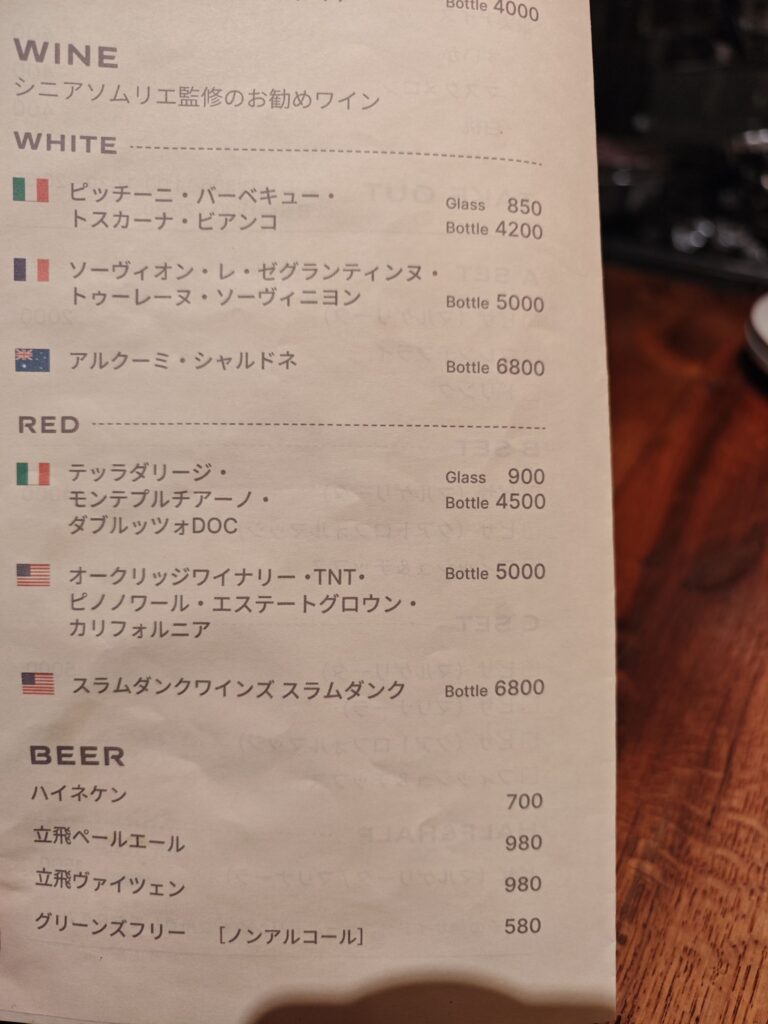 Bottle 4000
WINE
シニアソムリエ監修のお勧めワイン
WHITE
ピッチーニ・バーベキュー・ Glass 850
トスカーナ・ビアンコ Bottle 4200
ソーヴィオン・レ・ゼグランティンヌ・
トゥーレーヌ・ソーヴィニヨン Bottle 5000
アルクーミ・シャルドネ Bottle 6800
RED
テッラダリージ・ Glass 900
モンテプルチアーノ・ Bottle 4500
ダブルッツォDOC
オークリッジワイナリー・TNT・ Bottle 5000
ピノノワール・エステートグロウン・
カリフォルニア
スラムダンクワインズ スラムダンク Bottle 6800
BEER
ハイネケン 700
立飛ペールエール 980
立飛ヴァイツェン 980
グリーンズフリー [ノンアルコール] 580